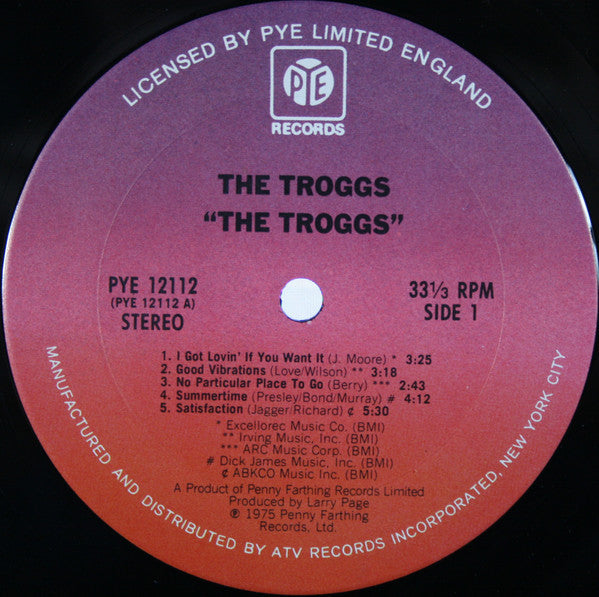 LICENSED BY PYE LIMITED ENGLAND
PYE
RECORDS
THE TROGGS
“THE TROGGS”
PYE 12112
(PYE 12112 A)
STEREO
33⅓ RPM
SIDE 1
1. I Got Lovin' If You Want It (J. Moore) * 3:25
2. Good Vibrations (Love/Wilson) ** 3:18
3. No Particular Place To Go (Berry) *** 2:43
4. Summertime (Presley/Bond/Murray) # 4:12
5. Satisfaction (Jagger/Richard) ¢ 5:30
* Excellorec Music Co. (BMI)
** Irving Music, Inc. (BMI)
*** ARC Music Corp. (BMI)
# Dick James Music, Inc. (BMI)
¢ ABKCO Music Inc. (BMI)
A Product of Penny Farthing Records Limited
Produced by Larry Page
℗ 1975 Penny Farthing
Records, Ltd.
MANUFACTURED AND DISTRIBUTED BY ATV RECORDS INCORPORATED, NEW YORK CITY